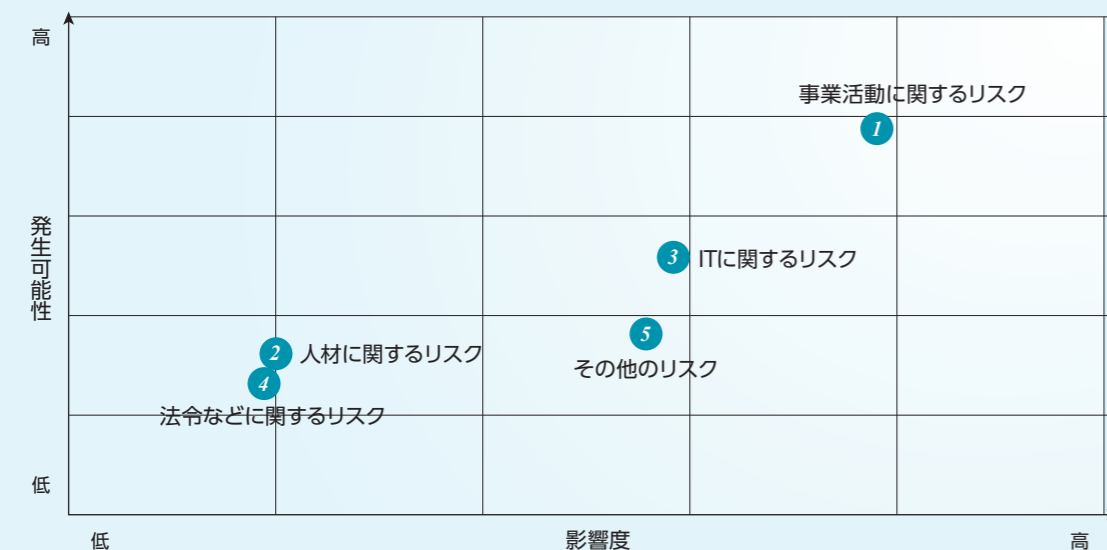 高
事業活動に関するリスク
1
発生可能性
3 ITに関するリスク
5
その他のリスク
2 人材に関するリスク
4
法令などに関するリスク
低
低
影響度
高